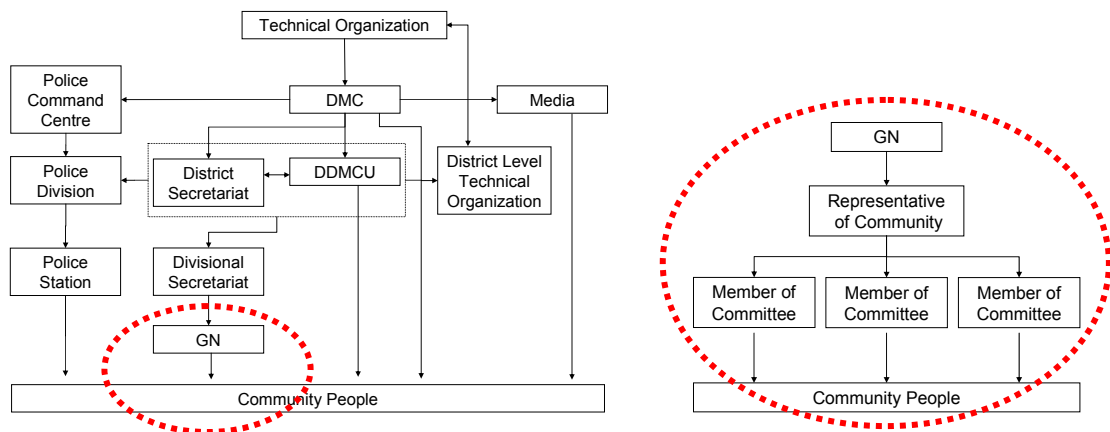 Technical Organization
Police
Command
Centre
DMC
Media
Police
Division
District
Secretariat
DDMCU
District Level
Technical
Organization
Police
Station
Divisional
Secretariat
GN
Community People
GN
Representative
of Community
Member of
Committee
Member of
Committee
Member of
Committee
Community People